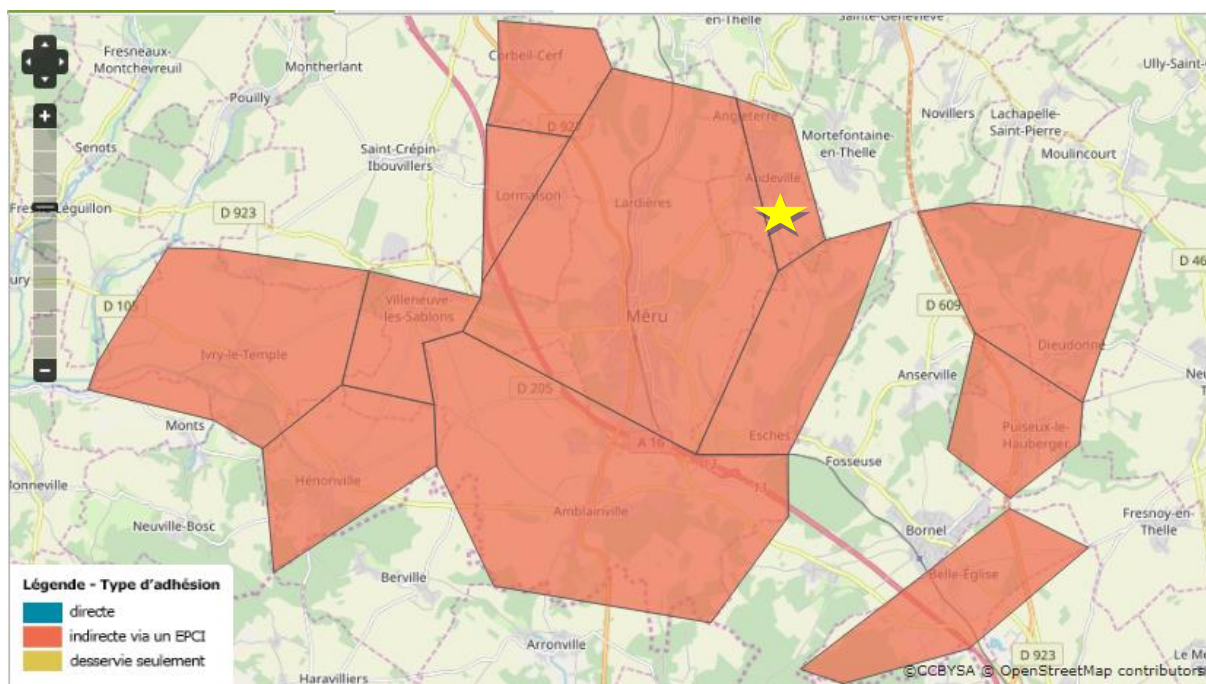 en-Thelle
Sainte-Geneviève
Fresneaux-
Montchevreuil
Montherlant
Corbeil-Cerf
Ully-Saint-
Pouilly
Angleterre
Novillers
Lachapelle-
Saint-Pierre
D 927
Mortefontaine-
en-Thelle
Senots
Saint-Crépin-
Ibouvillers
Moulincourt
Andeville
Lormaison
Lardières
D 923
D 105
Villeneuve-
les-Sablons
D 609
Méru
Ivry-le-Temple
Dieudonne
Anserville
D 205
Monts
Puiseux-le-
Hauberger
Esches
A 16
Fosseuse
Hénonville
Amblainville
Neuville-Bosc
Bornel
Fresnoy-en-
Thelle
Berville
Belle-Église
Légende - Type d'adhésion
directe
indirecte via un EPCI
desservie seulement
Arronville
D 923
Haravilliers
©CCBYSA © OpenStreetMap contributors